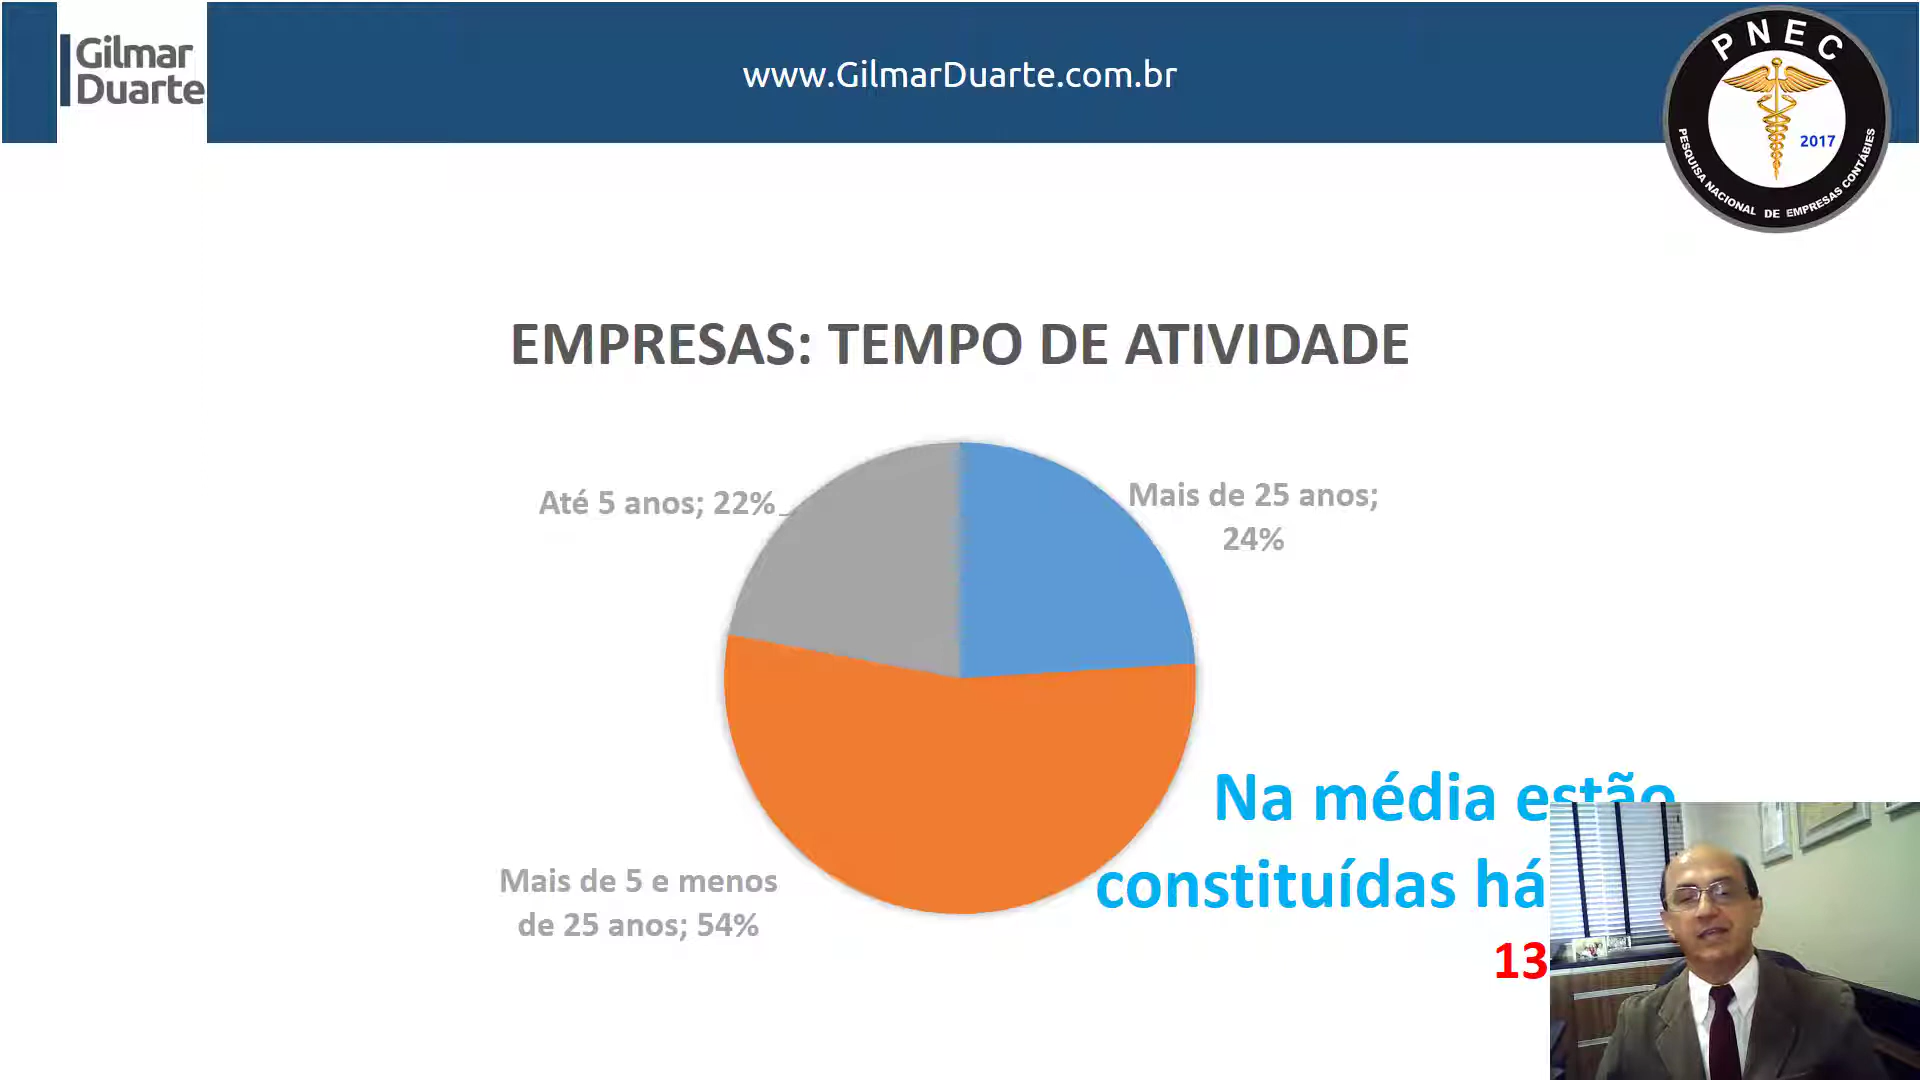 Gilmar
Duarte
www.GilmarDuarte.com.br
PNEC
2017
PESQUISA NACIONAL DE EMPRESAS CONTÁBIES
EMPRESAS: TEMPO DE ATIVIDADE
Até 5 anos; 22%
Mais de 25 anos;
24%
Mais de 5 e menos
de 25 anos; 54%
Na média estão
constituídas há
13